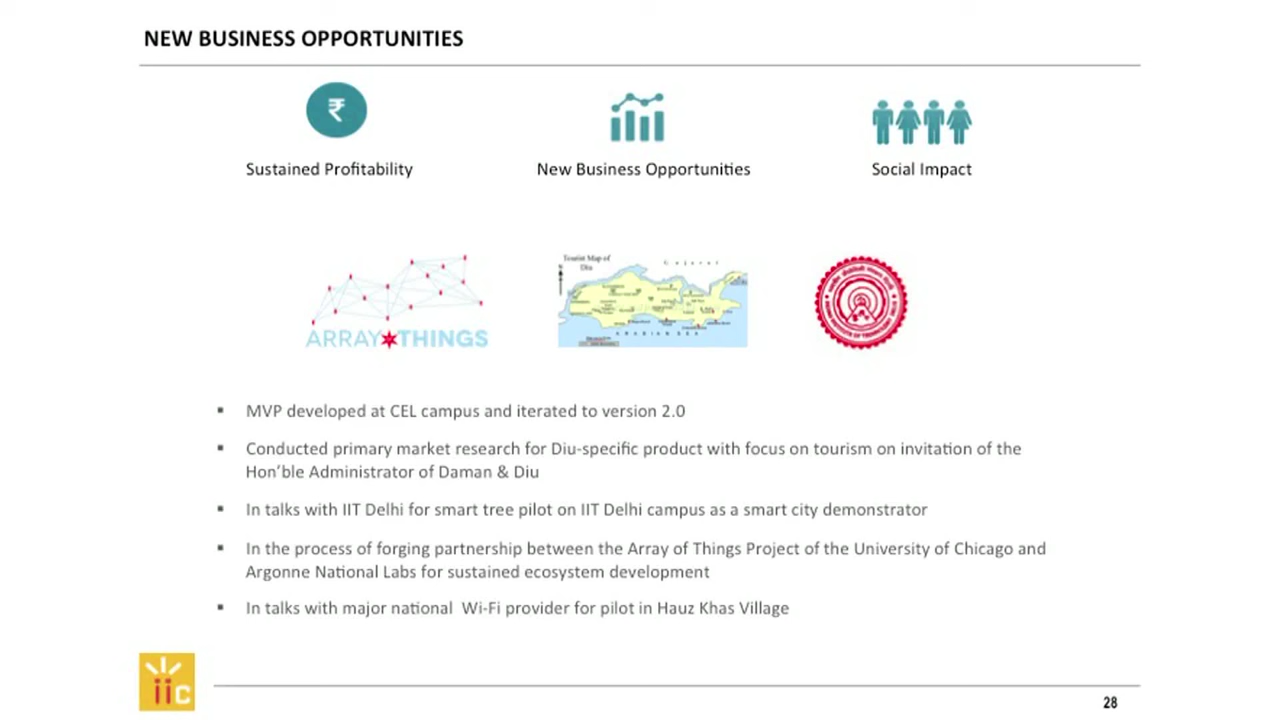 NEW BUSINESS OPPORTUNITIES
₹
Sustained Profitability
New Business Opportunities
Social Impact
Tourist Map of
Diu
Gujarat
ARABIAN SEA
ARRAY THINGS
▪ MVP developed at CEL campus and iterated to version 2.0
▪ Conducted primary market research for Diu-specific product with focus on tourism on invitation of the
Hon'ble Administrator of Daman & Diu
▪ In talks with IIT Delhi for smart tree pilot on IIT Delhi campus as a smart city demonstrator
▪ In the process of forging partnership between the Array of Things Project of the University of Chicago and
Argonne National Labs for sustained ecosystem development
▪ In talks with major national  Wi-Fi provider for pilot in Hauz Khas Village
iic
28